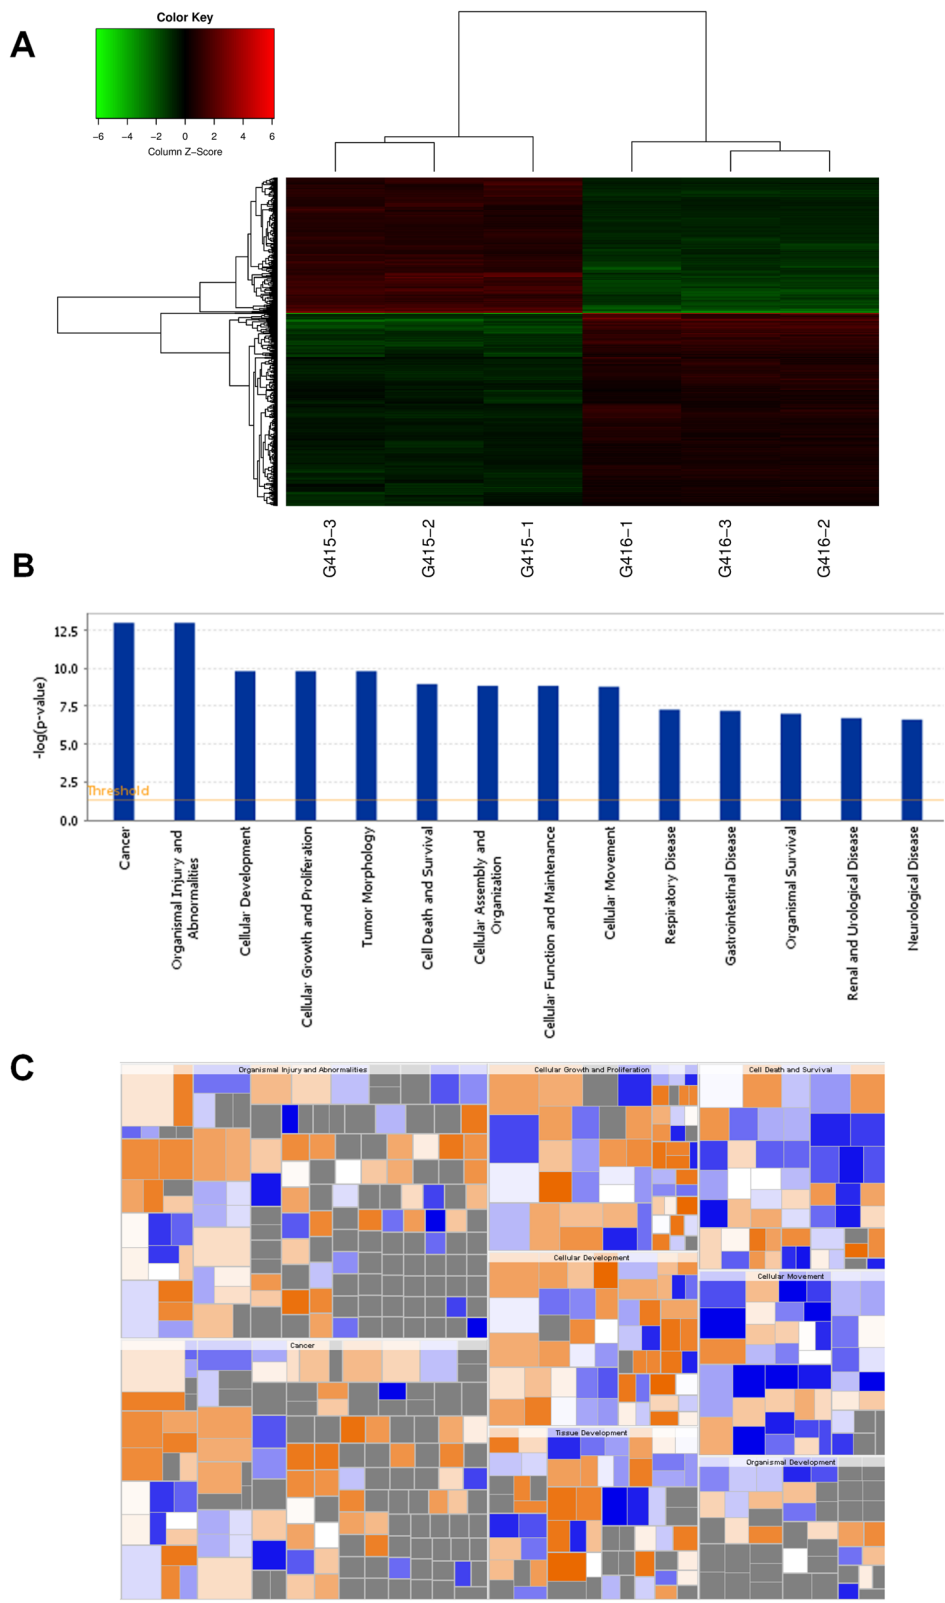 A
Color Key
−6 −4 −2 0 2 4 6
Column Z−Score
G415−3
G415−2
G415−1
G416−1
G416−3
G416−2
B
-log(p-value)
12.5
10.0
7.5
5.0
2.5
0.0
Threshold
Cancer
Organismal Injury and
Abnormalities
Cellular Development
Cellular Growth and Proliferation
Tumor Morphology
Cell Death and Survival
Cellular Assembly and
Organization
Cellular Function and Maintenance
Cellular Movement
Respiratory Disease
Gastrointestinal Disease
Organismal Survival
Renal and Urological Disease
Neurological Disease
C
Organismal Injury and Abnormalities
Cellular Growth and Proliferation
Cell Death and Survival
Cellular Development
Cellular Movement
Cancer
Tissue Development
Organismal Development